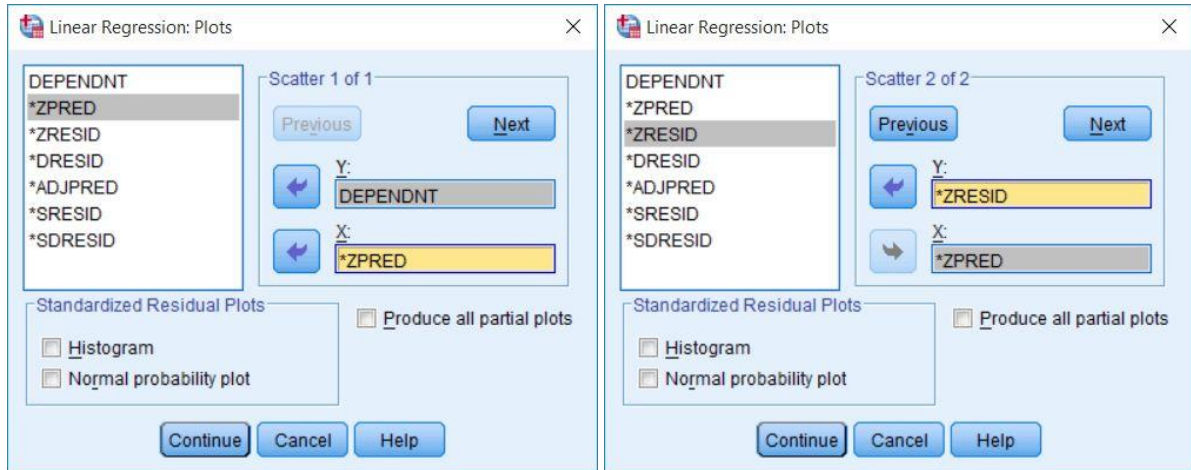 Linear Regression: Plots
DEPENDNT
*ZPRED
*ZRESID
*DRESID
*ADJPRED
*SRESID
*SDRESID
Scatter 1 of 1
Previous
Next
Y:
DEPENDNT
X:
*ZPRED
Standardized Residual Plots
Histogram
Normal probability plot
Produce all partial plots
Continue
Cancel
Help
Linear Regression: Plots
DEPENDNT
*ZPRED
*ZRESID
*DRESID
*ADJPRED
*SRESID
*SDRESID
Scatter 2 of 2
Previous
Next
Y:
*ZRESID
X:
*ZPRED
Standardized Residual Plots
Histogram
Normal probability plot
Produce all partial plots
Continue
Cancel
Help